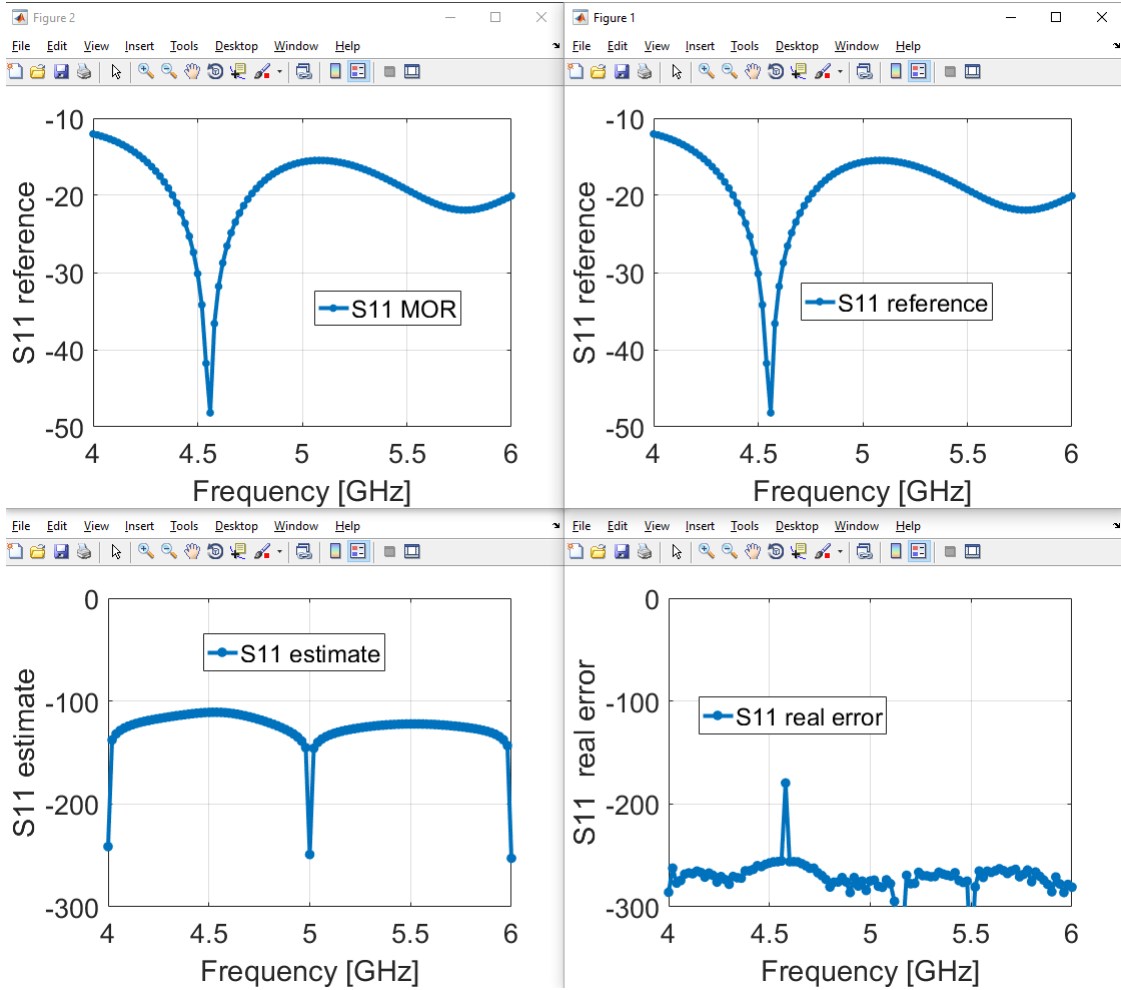 Figure 2
File Edit View Insert Tools Desktop Window Help
-10
-20
-30
-40
-50
S11 reference
S11 MOR
4 4.5 5 5.5 6
Frequency [GHz]
Figure 1
File Edit View Insert Tools Desktop Window Help
-10
-20
-30
-40
-50
S11 reference
S11 reference
4 4.5 5 5.5 6
Frequency [GHz]
File Edit View Insert Tools Desktop Window Help
0
-100
-200
-300
S11 estimate
S11 estimate
4 4.5 5 5.5 6
Frequency [GHz]
File Edit View Insert Tools Desktop Window Help
0
-100
-200
-300
S11 real error
S11 real error
4 4.5 5 5.5 6
Frequency [GHz]